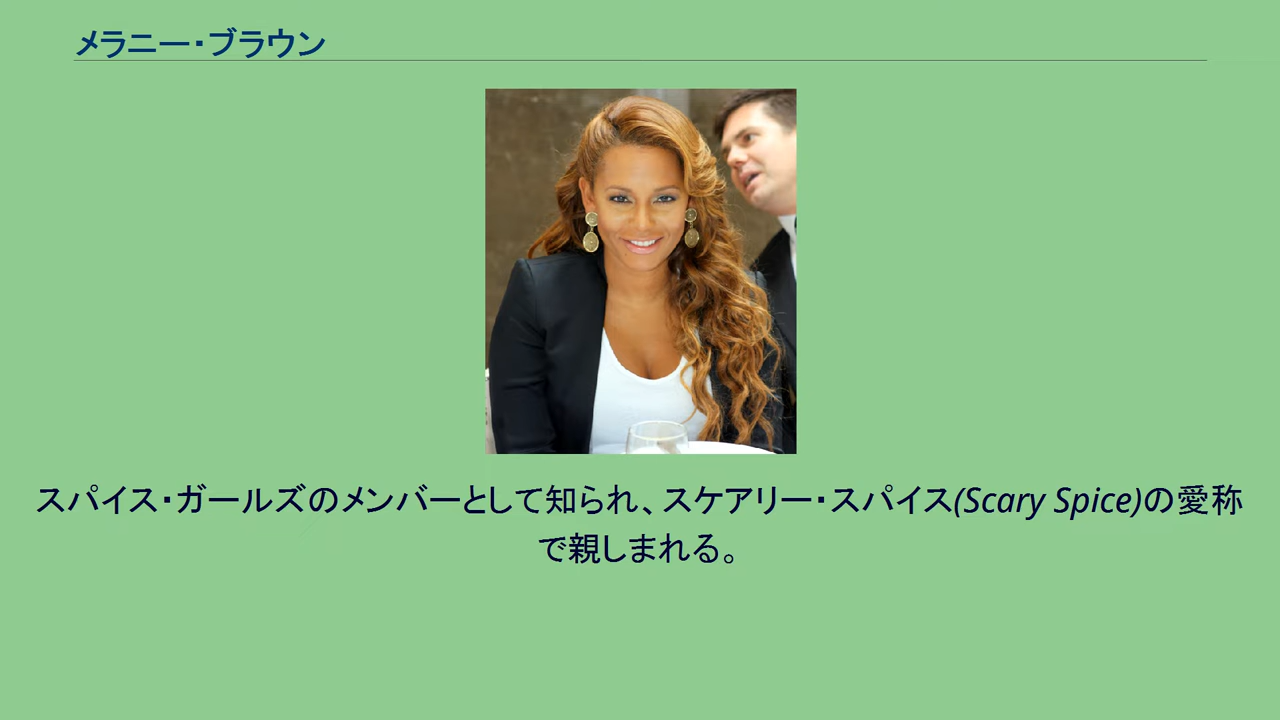 メラニー・ブラウン
スパイス・ガールズのメンバーとして知られ、スケアリー・スパイス(Scary Spice)の愛称
で親しまれる。